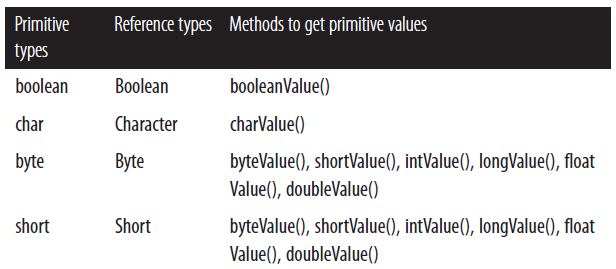 Primitive types Reference types Methods to get primitive values
boolean Boolean booleanValue()
char Character charValue()
byte Byte byteValue(), shortValue(), intValue(), longValue(), float
Value(), doubleValue()
short Short byteValue(), shortValue(), intValue(), longValue(), float
Value(), doubleValue()